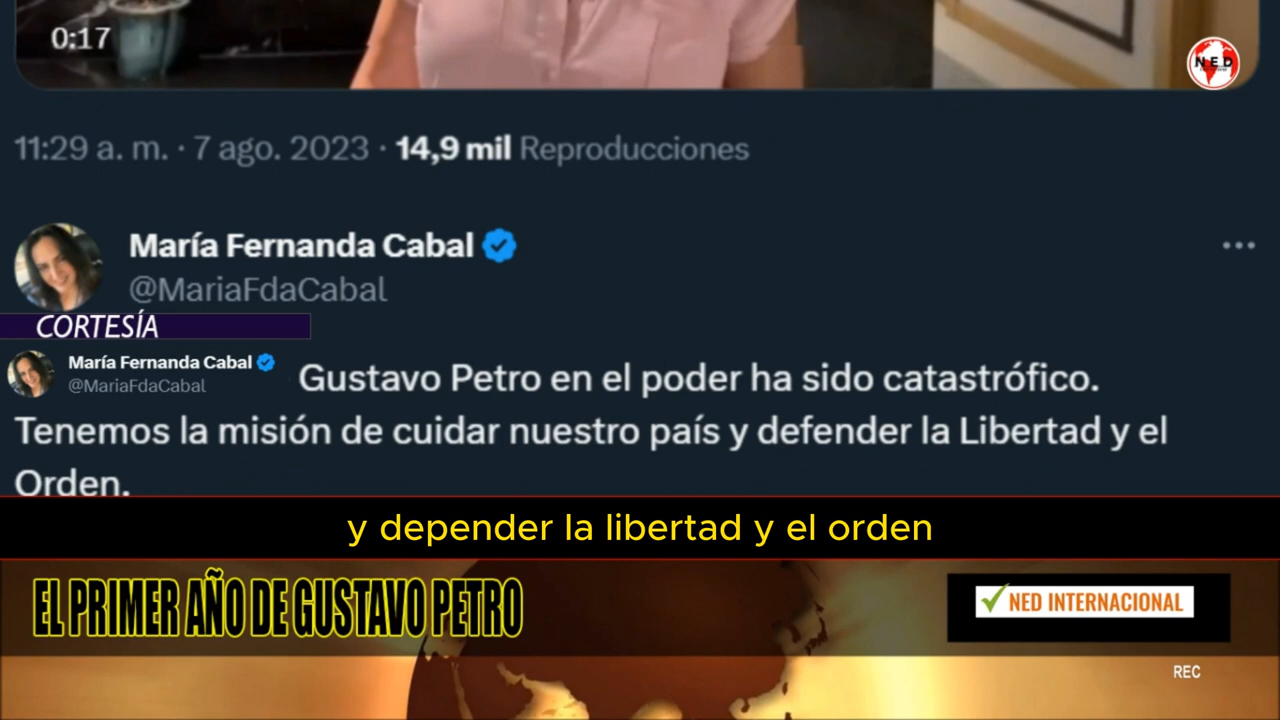 0:17
NED
11:29 a. m. · 7 ago. 2023 · 14,9 mil Reproducciones
María Fernanda Cabal
@MariaFdaCabal
CORTESÍA
María Fernanda Cabal
@MariaFdaCabal
Gustavo Petro en el poder ha sido catastrófico.
Tenemos la misión de cuidar nuestro país y defender la Libertad y el
Orden.
y depender la libertad y el orden
EL PRIMER AÑO DE GUSTAVO PETRO
NED INTERNACIONAL
REC